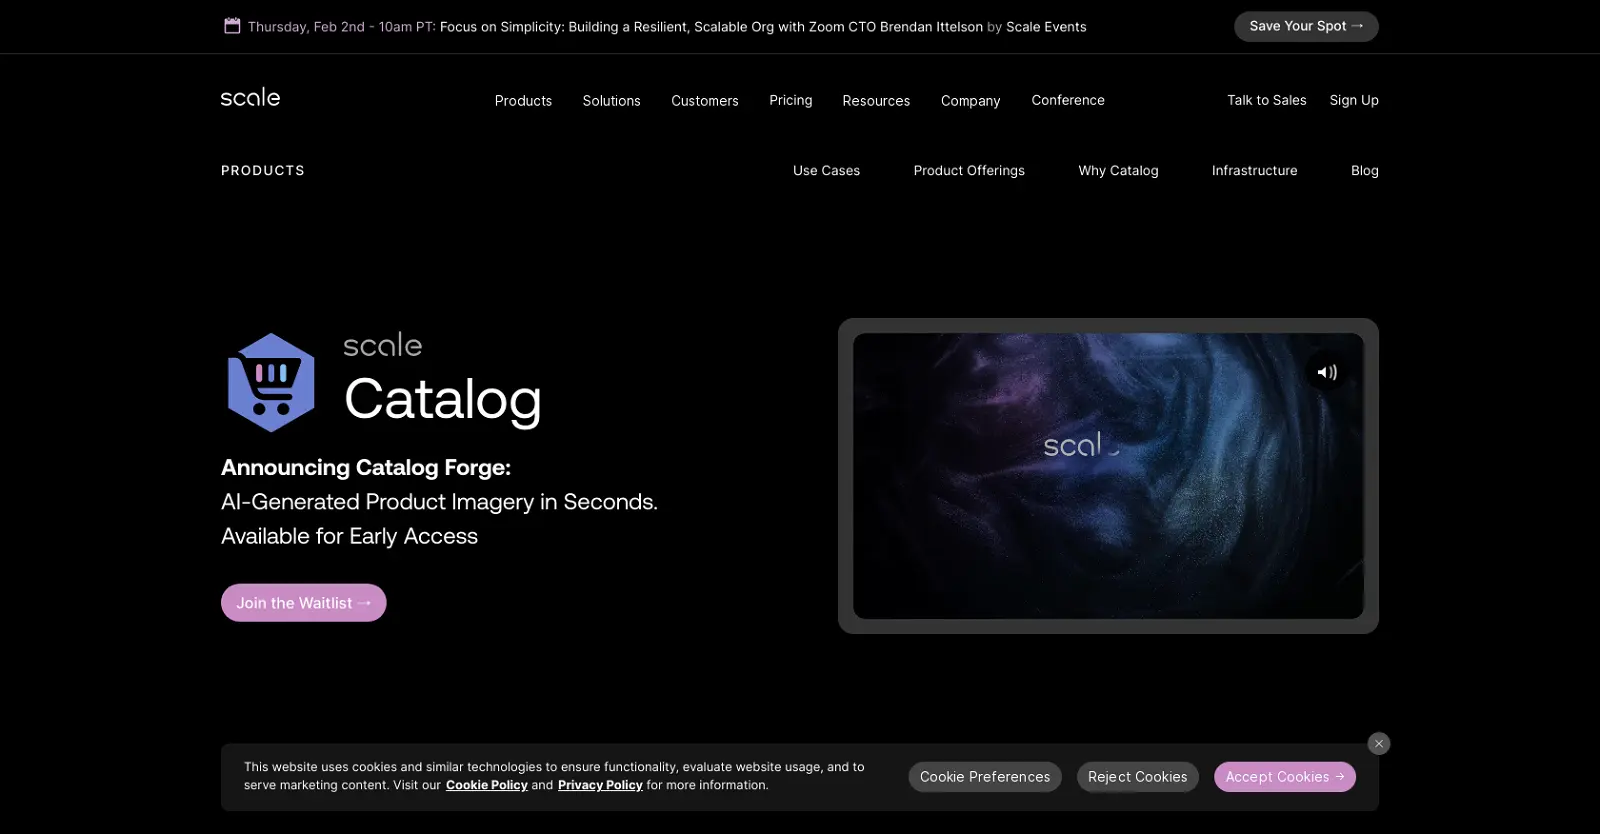 Thursday, Feb 2nd - 10am PT: Focus on Simplicity: Building a Resilient, Scalable Org with Zoom CTO Brendan Ittelson by Scale Events
Save Your Spot →
scale
Products
Solutions
Customers
Pricing
Resources
Company
Conference
Talk to Sales
Sign Up
PRODUCTS
Use Cases
Product Offerings
Why Catalog
Infrastructure
Blog
scale
Catalog
Announcing Catalog Forge:
AI-Generated Product Imagery in Seconds.
Available for Early Access
Join the Waitlist →
scal
This website uses cookies and similar technologies to ensure functionality, evaluate website usage, and to
serve marketing content. Visit our Cookie Policy and Privacy Policy for more information.
Cookie Preferences
Reject Cookies
Accept Cookies →